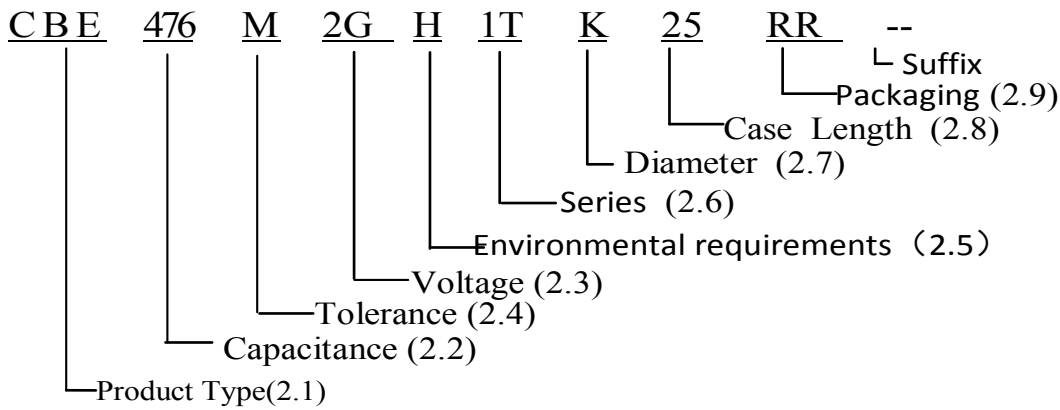 CBE 476 M 2G H 1T K 25 RR --
Suffix
Packaging (2.9)
Case Length (2.8)
Diameter (2.7)
Series (2.6)
Environmental requirements（2.5）
Voltage (2.3)
Tolerance (2.4)
Capacitance (2.2)
Product Type(2.1)